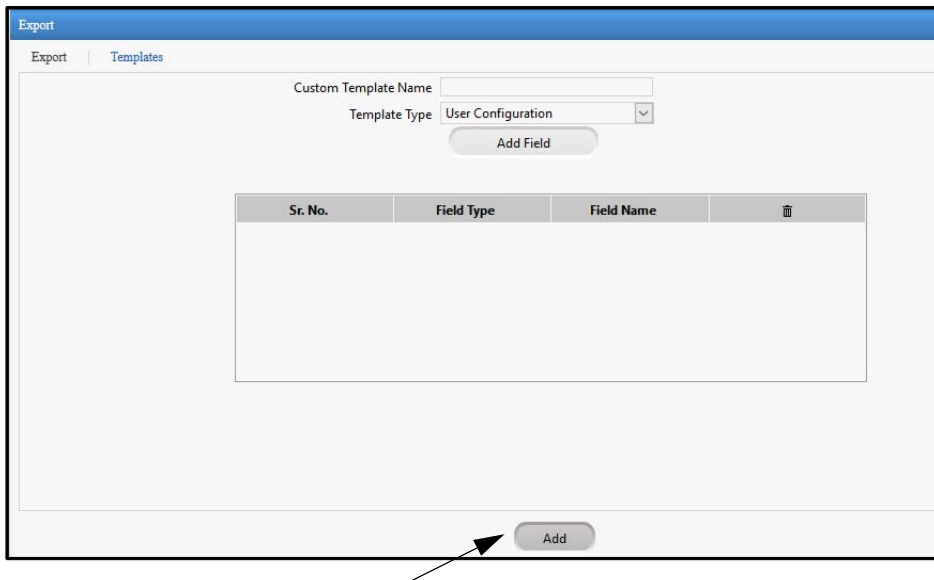 Export
Export Templates
Custom Template Name
Template Type User Configuration
Add Field
Sr. No. Field Type Field Name
Add